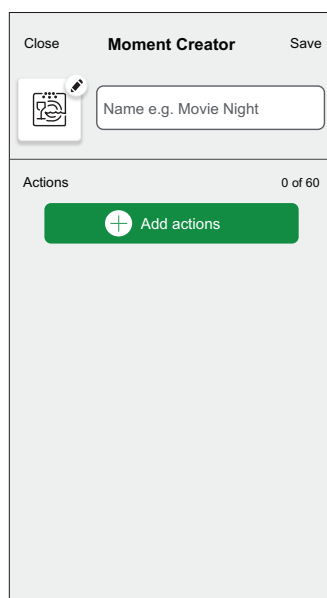 Close Moment Creator Save
Name e.g. Movie Night
Actions 0 of 60
Add actions